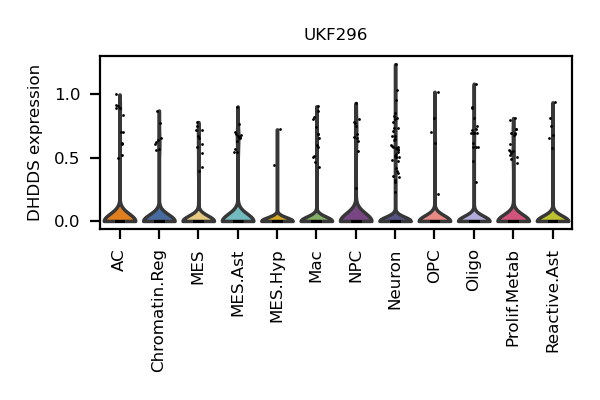 UKF296
DHDDS expression
1.0
0.5
0.0
AC
Chromatin.Reg
MES
MES.Ast
MES.Hyp
Mac
NPC
Neuron
OPC
Oligo
Prolif.Metab
Reactive.Ast